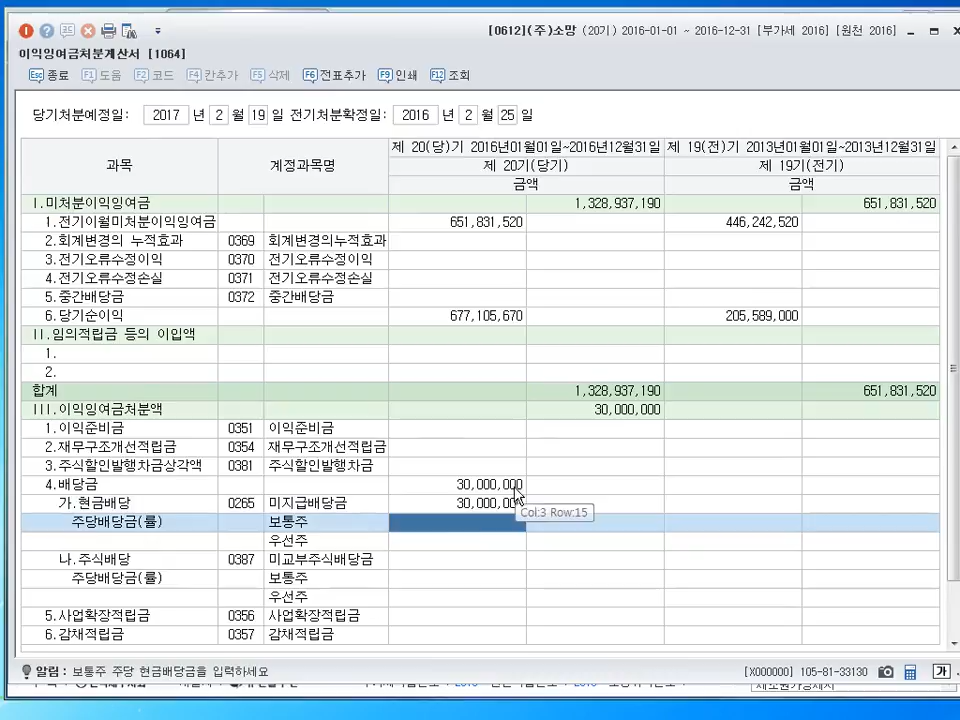 [0612](주)소망 (20기) 2016-01-01 ~ 2016-12-31 [부가세 2016] [원천 2016]
이익잉여금처분계산서 [1064]
Esc 종료 F1 도움 F2 코드 F4 칸추가 F5 삭제 F6 전표추가 F9 인쇄 F12 조회
당기처분예정일: 2017 년 2 월 19 일 전기처분확정일: 2016 년 2 월 25 일
과목 계정과목명 제 20(당)기 2016년01월01일~2016년12월31일 제 19(전)기 2013년01월01일~2013년12월31일
제 20기(당기) 제 19기(전기)
금액 금액
I.미처분이익잉여금 1,328,937,190 651,831,520
1.전기이월미처분이익잉여금 651,831,520 446,242,520
2.회계변경의 누적효과 0369 회계변경의누적효과
3.전기오류수정이익 0370 전기오류수정이익
4.전기오류수정손실 0371 전기오류수정손실
5.중간배당금 0372 중간배당금
6.당기순이익 677,105,670 205,589,000
II.임의적립금 등의 이입액
1.
2.
합계 1,328,937,190 651,831,520
III.이익잉여금처분액 30,000,000
1.이익준비금 0351 이익준비금
2.재무구조개선적립금 0354 재무구조개선적립금
3.주식할인발행차금상각액 0381 주식할인발행차금
4.배당금 30,000,000
가.현금배당 0265 미지급배당금 30,000,000
Col:3 Row:15
주당배당금(률) 보통주
우선주
나.주식배당 0387 미교부주식배당금
주당배당금(률) 보통주
우선주
5.사업확장적립금 0356 사업확장적립금
6.감채적립금 0357 감채적립금
알림 : 보통주 주당 현금배당금을 입력하세요 [X000000] 105-81-33130 가